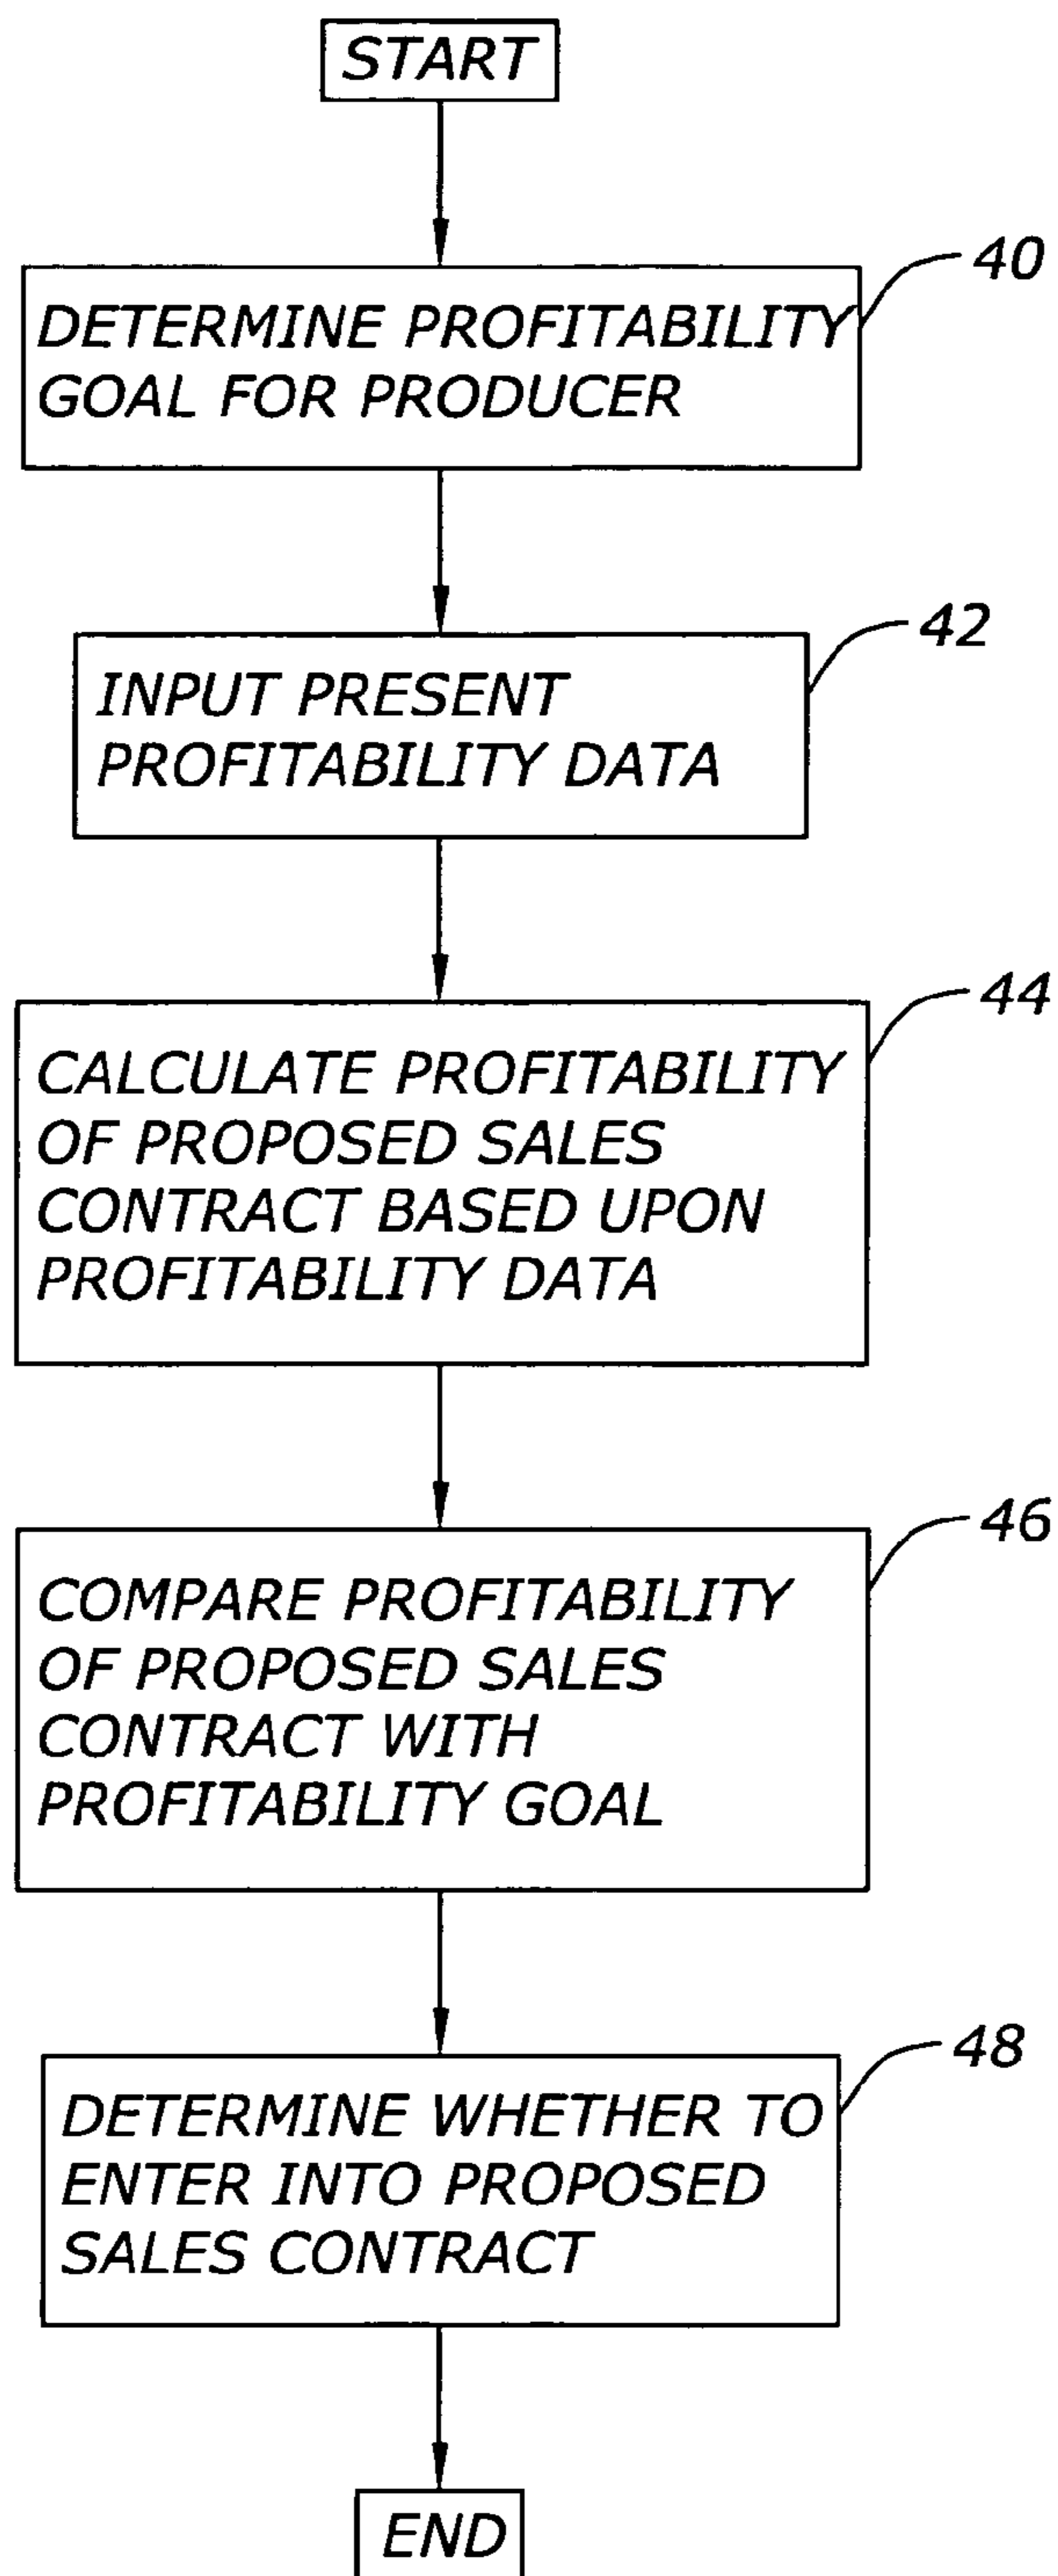 START
40
DETERMINE PROFITABILITY
GOAL FOR PRODUCER
42
INPUT PRESENT
PROFITABILITY DATA
44
CALCULATE PROFITABILITY
OF PROPOSED SALES
CONTRACT BASED UPON
PROFITABILITY DATA
46
COMPARE PROFITABILITY
OF PROPOSED SALES
CONTRACT WITH
PROFITABILITY GOAL
48
DETERMINE WHETHER TO
ENTER INTO PROPOSED
SALES CONTRACT
END